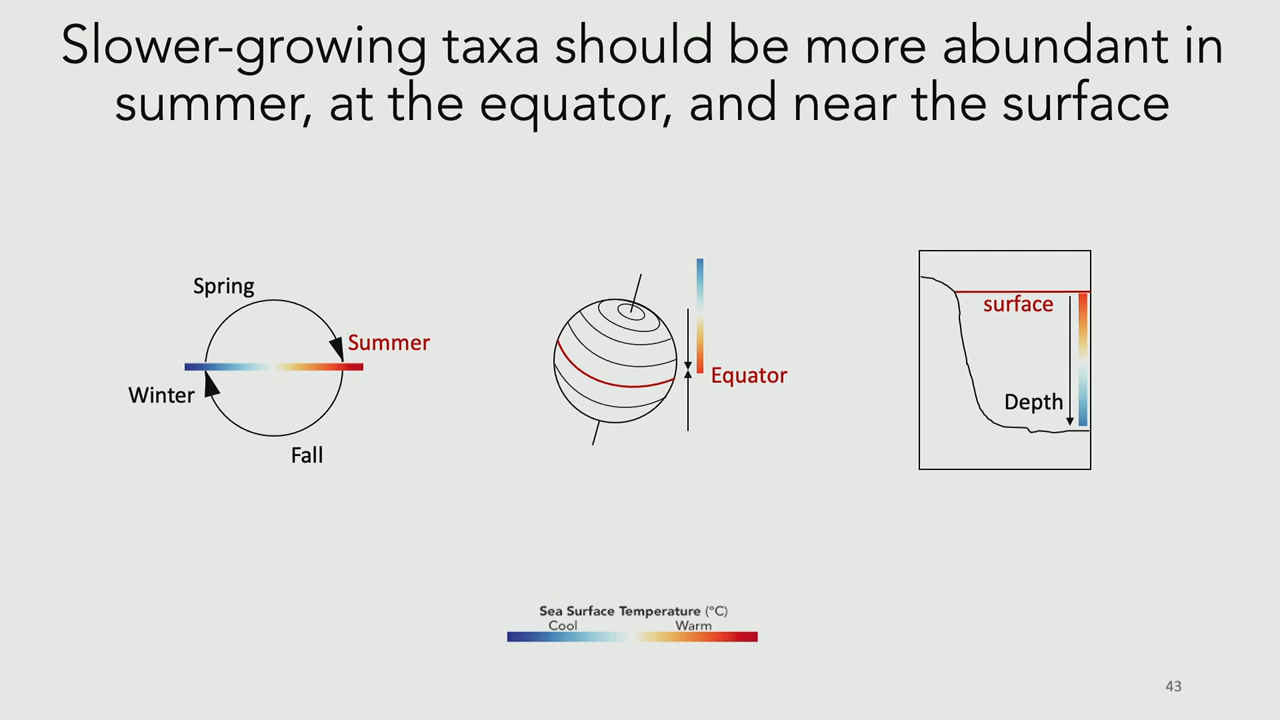 Slower-growing taxa should be more abundant in
summer, at the equator, and near the surface
Spring
Summer
Winter
Fall
Equator
surface
Depth
Sea Surface Temperature (°C)
Cool Warm
43